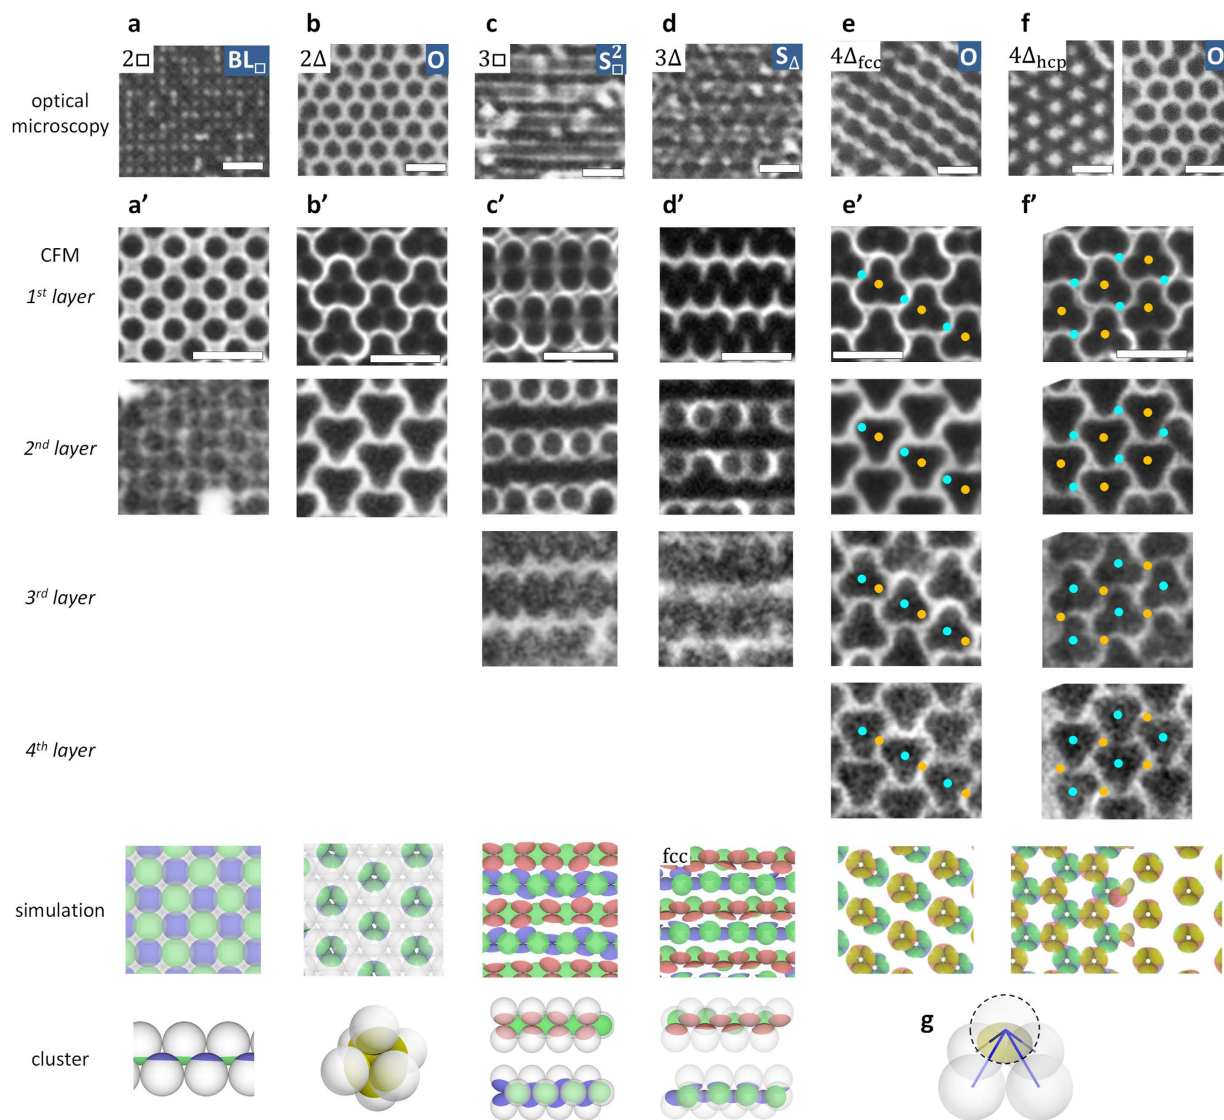 a b c d e f
2□ BL□ 2Δ O 3□ S□² 3Δ SΔ 4Δfcc O 4Δhcp O
optical
microscopy
a’ b’ c’ d’ e’ f’
CFM
1st layer
2nd layer
3rd layer
4th layer
fcc
simulation
g
cluster